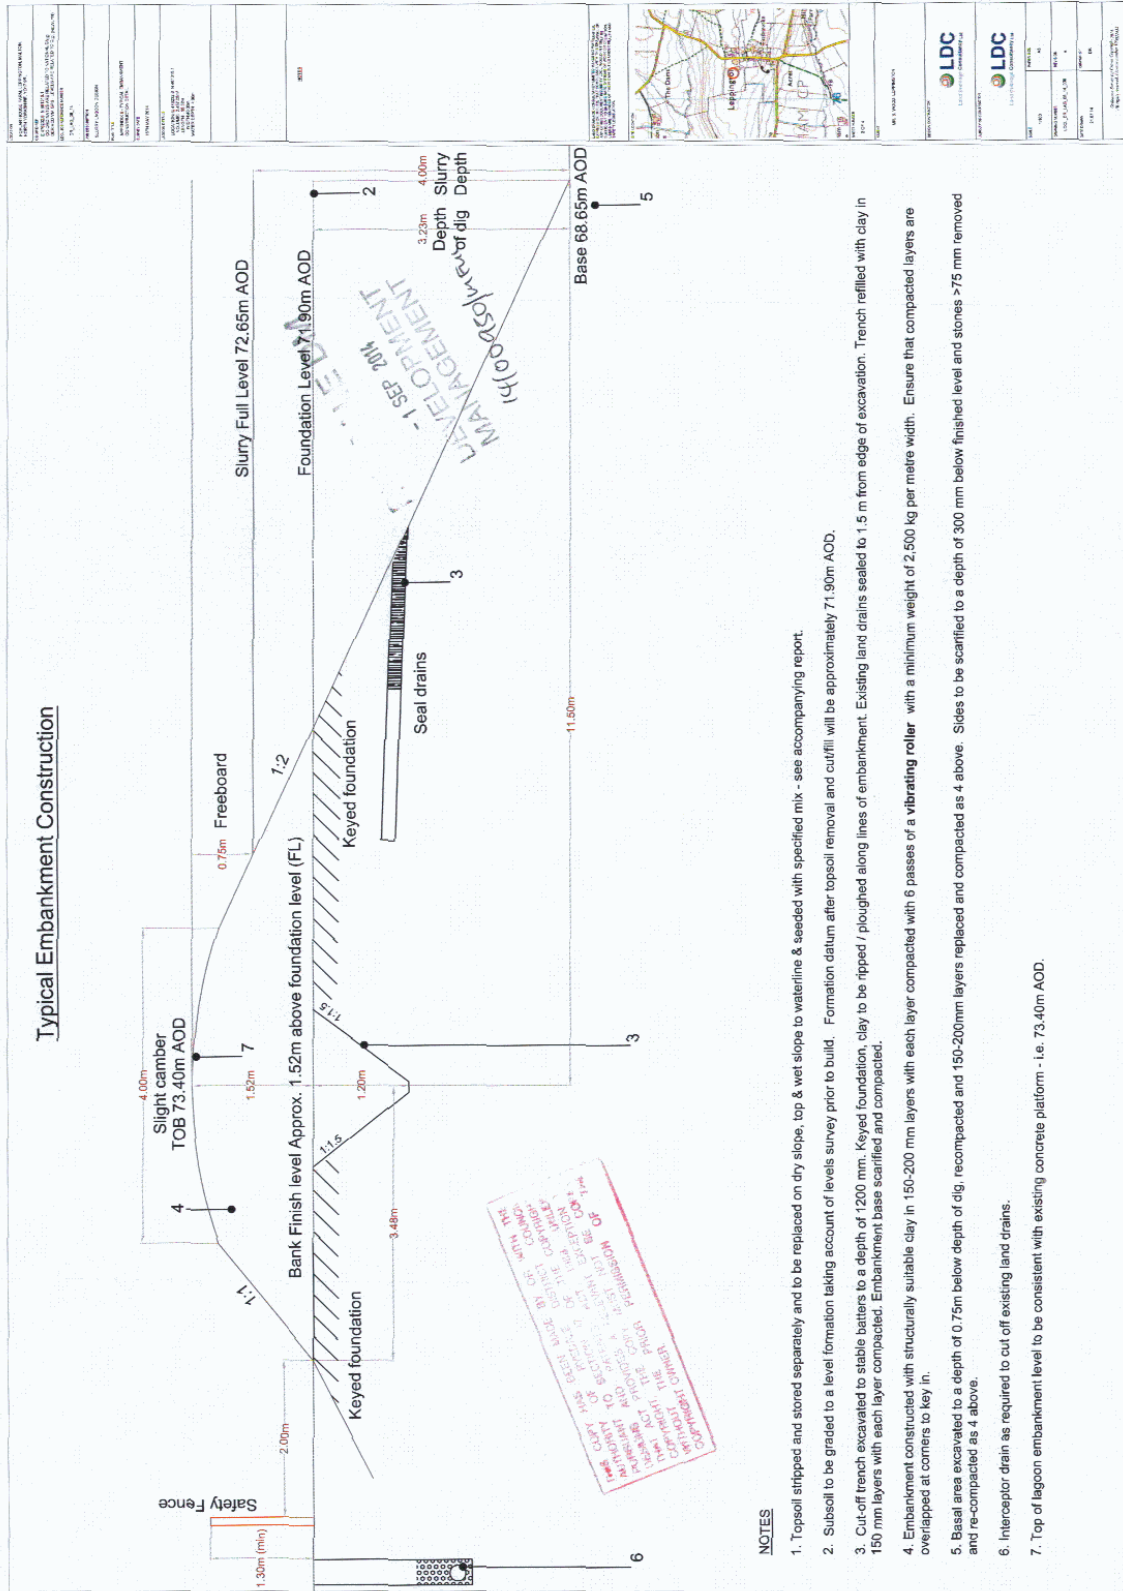 Typical Embankment Construction
Safety Fence
1.30m (min)
2.00m
6
Keyed foundation
1:1
4
4.00m
Slight camber
TOB 73.40m AOD
7
1.52m
Bank Finish level Approx. 1.52m above foundation level (FL)
1:1.5
1.20m
1:1.5
3.48m
3
0.75m
Freeboard
1:2
Keyed foundation
Seal drains
3
11.50m
Slurry Full Level 72.65m AOD
Foundation Level 71.90m AOD
2
3.23m
Depth
of dig
4.00m
Slurry
Depth
Base 68.65m AOD
5
- 1 SEP 2014
DEVELOPMENT
MANAGEMENT
NOTES
1. Topsoil stripped and stored separately and to be replaced on dry slope, top & wet slope to waterline & seeded with specified mix - see accompanying report.
2. Subsoil to be graded to a level formation taking account of levels survey prior to build. Formation datum after topsoil removal and cut/fill will be approximately 71.90m AOD.
3. Cut-off trench excavated to stable batters to a depth of 1200 mm. Keyed foundation, clay to be ripped / ploughed along lines of embankment. Existing land drains sealed to 1.5 m from edge of excavation. Trench refilled with clay in
150 mm layers with each layer compacted. Embankment base scarified and compacted.
4. Embankment constructed with structurally suitable clay in 150-200 mm layers with each layer compacted with 6 passes of a vibrating roller with a minimum weight of 2,500 kg per metre width. Ensure that compacted layers are
overlapped at corners to key in.
5. Basal area excavated to a depth of 0.75m below depth of dig, recompacted and 150-200mm layers replaced and compacted as 4 above. Sides to be scarified to a depth of 300 mm below finished level and stones >75 mm removed
and re-compacted as 4 above.
6. Interceptor drain as required to cut off existing land drains.
7. Top of lagoon embankment level to be consistent with existing concrete platform - i.e. 73.40m AOD.
LDC
LDC